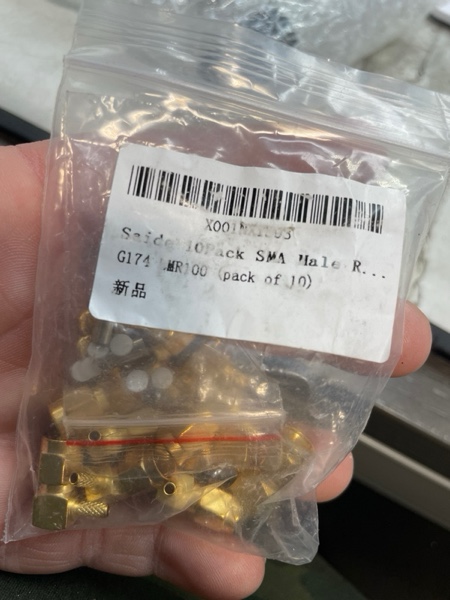 Saide 10Pack SMA Male R...
G174 LMR100 (pack of 10)
新品